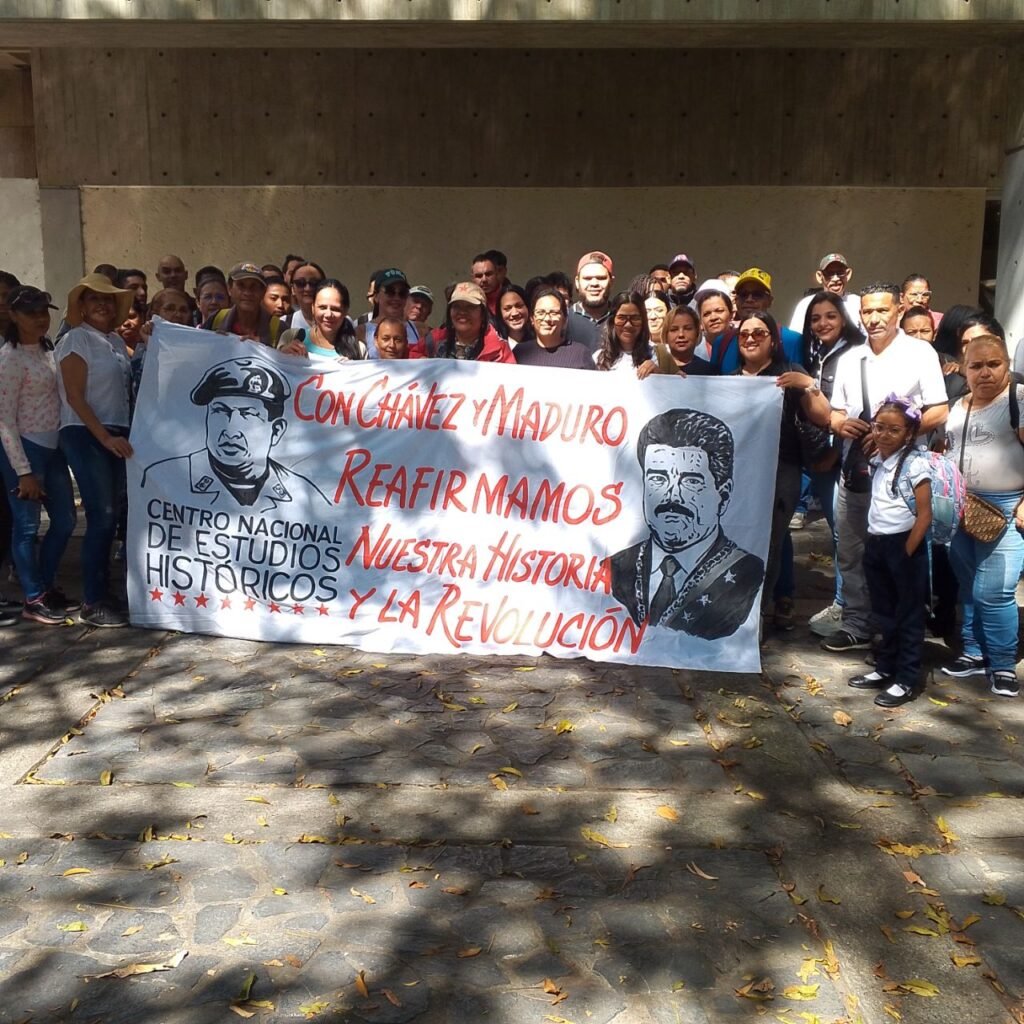 CON CHÁVEZ Y MADURO
REAFIRMAMOS
NUESTRA HISTORIA
Y LA REVOLUCIÓN
CENTRO NACIONAL
DE ESTUDIOS
HISTÓRICOS